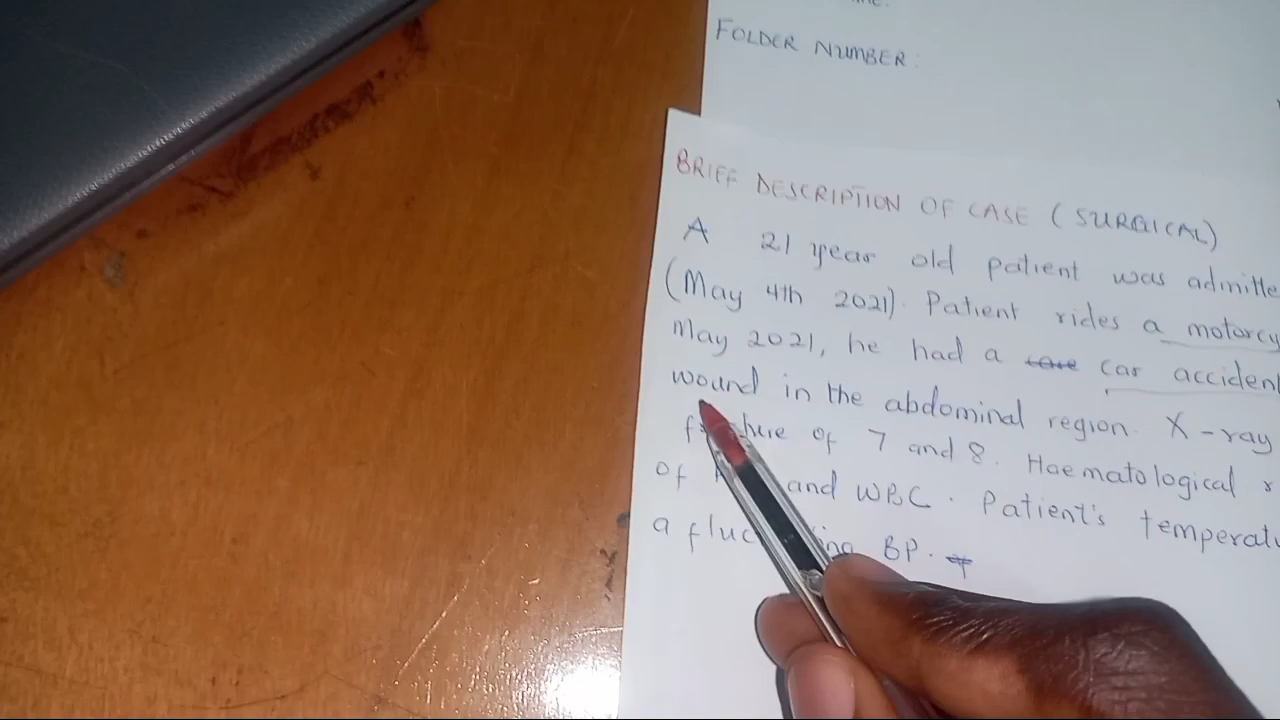 FOLDER NUMBER:
BRIEF DESCRIPTION OF CASE (SURGICAL)
A 21 year old patient was admitte
(May 4th 2021). Patient rides a motorcy
May 2021, he had a car accident
wound in the abdominal region. X-ray
of 7 and 8. Haematological
of and WBC. Patient's temperatu
a BP.